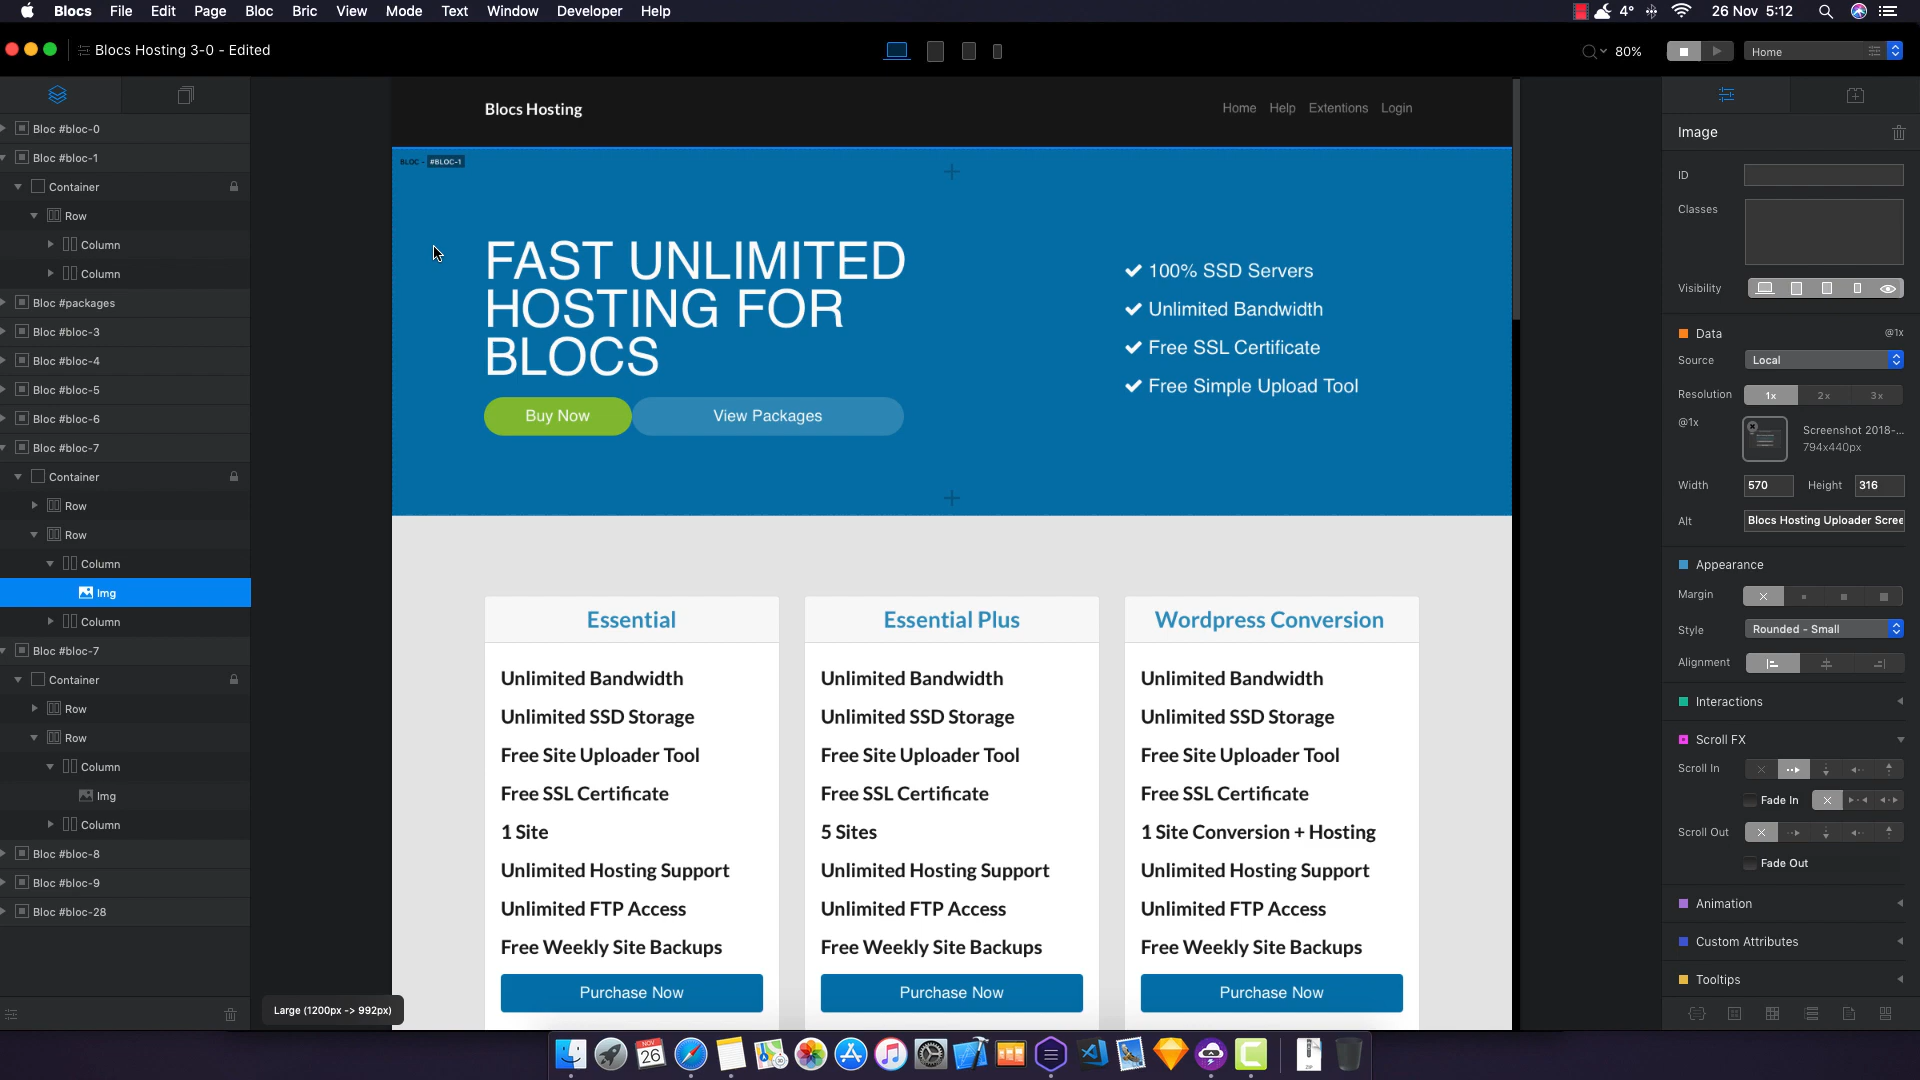 Blocs File Edit Page Bloc Bric View Mode Text Window Developer Help
4° 26 Nov 5:12
Blocs Hosting 3-0 - Edited
80%
Home
Bloc #bloc-0
Bloc #bloc-1
Container
Row
Column
Column
Bloc #packages
Bloc #bloc-3
Bloc #bloc-4
Bloc #bloc-5
Bloc #bloc-6
Bloc #bloc-7
Container
Row
Row
Column
Img
Column
Bloc #bloc-7
Container
Row
Row
Column
Img
Column
Bloc #bloc-8
Bloc #bloc-9
Bloc #bloc-28
Blocs Hosting
Home Help Extentions Login
BLOC - #BLOC-1
FAST UNLIMITED
HOSTING FOR
BLOCS
Buy Now
View Packages
100% SSD Servers
Unlimited Bandwidth
Free SSL Certificate
Free Simple Upload Tool
Essential
Unlimited Bandwidth
Unlimited SSD Storage
Free Site Uploader Tool
Free SSL Certificate
1 Site
Unlimited Hosting Support
Unlimited FTP Access
Free Weekly Site Backups
Purchase Now
Essential Plus
Unlimited Bandwidth
Unlimited SSD Storage
Free Site Uploader Tool
Free SSL Certificate
5 Sites
Unlimited Hosting Support
Unlimited FTP Access
Free Weekly Site Backups
Purchase Now
Wordpress Conversion
Unlimited Bandwidth
Unlimited SSD Storage
Free Site Uploader Tool
Free SSL Certificate
1 Site Conversion + Hosting
Unlimited Hosting Support
Unlimited FTP Access
Free Weekly Site Backups
Purchase Now
Large (1200px -> 992px)
Image
ID
Classes
Visibility
Data @1x
Source Local
Resolution 1x 2x 3x
@1x Screenshot 2018-...
794x440px
Width 570 Height 316
Alt Blocs Hosting Uploader Scree
Appearance
Margin
Style Rounded - Small
Alignment
Interactions
Scroll FX
Scroll In
Fade In
Scroll Out
Fade Out
Animation
Custom Attributes
Tooltips
NOV
26
ZIP